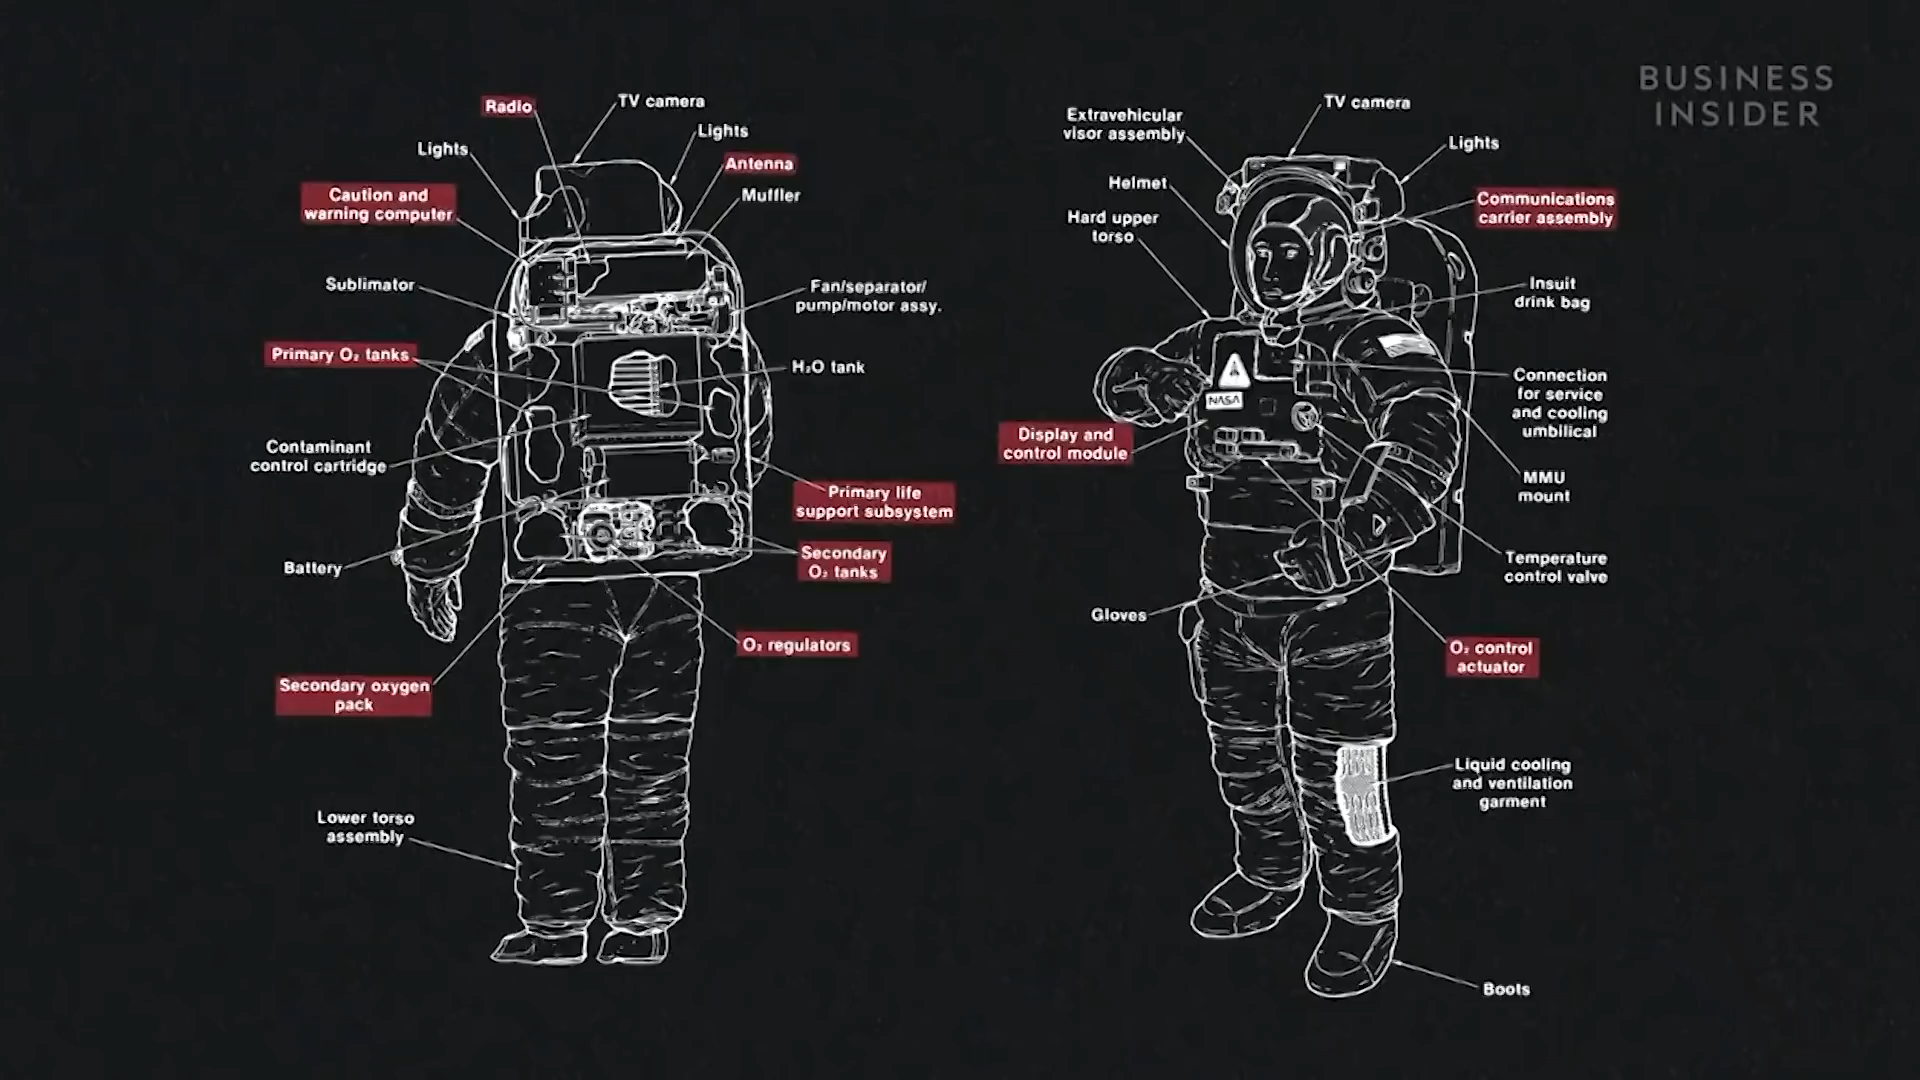 BUSINESS
INSIDER
Radio
TV camera
Lights
Lights
Antenna
Caution and
warning computer
Muffler
Sublimator
Fan/separator/
pump/motor assy.
Primary O₂ tanks
H₂O tank
Contaminant
control cartridge
Primary life
support subsystem
Battery
Secondary
O₂ tanks
O₂ regulators
Secondary oxygen
pack
Lower torso
assembly
TV camera
Extravehicular
visor assembly
Lights
Helmet
Communications
carrier assembly
Hard upper
torso
Insuit
drink bag
Connection
for service
and cooling
umbilical
NASA
Display and
control module
MMU
mount
Temperature
control valve
Gloves
O₂ control
actuator
Liquid cooling
and ventilation
garment
Boots